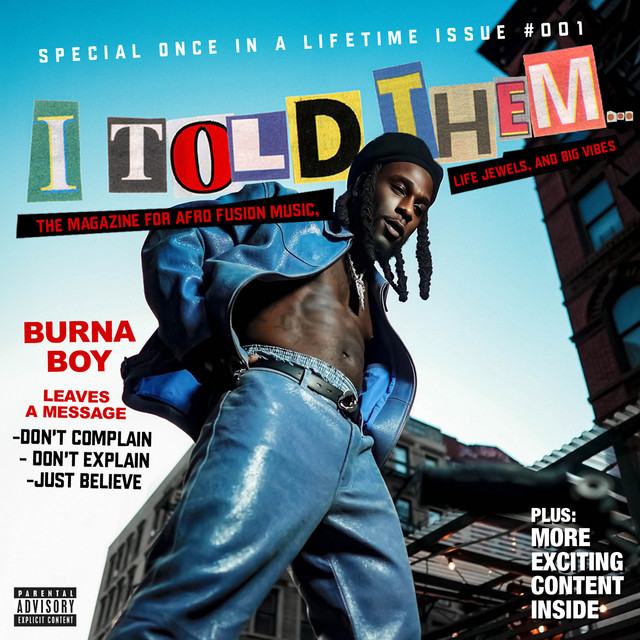 SPECIAL ONCE IN A LIFETIME ISSUE #001
I TOLD THEM...
THE MAGAZINE FOR AFRO FUSION MUSIC,
LIFE JEWELS, AND BIG VIBES
BURNA
BOY
LEAVES
A MESSAGE
-DON'T COMPLAIN
- DON'T EXPLAIN
-JUST BELIEVE
PLUS:
MORE
EXCITING
CONTENT
INSIDE
PARENTAL
ADVISORY
EXPLICIT CONTENT